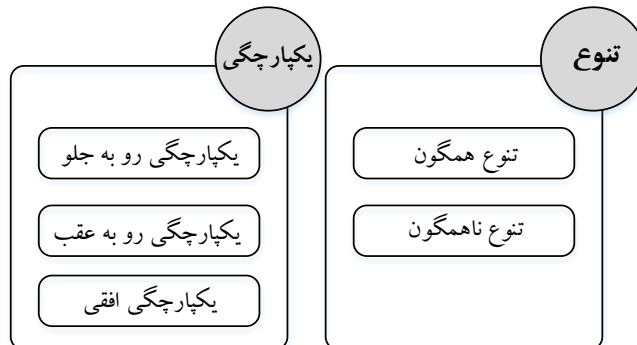 تنوع
تنوع همگون
تنوع ناهمگون
یکپارچگی
یکپارچگی رو به جلو
یکپارچگی رو به عقب
یکپارچگی افقی